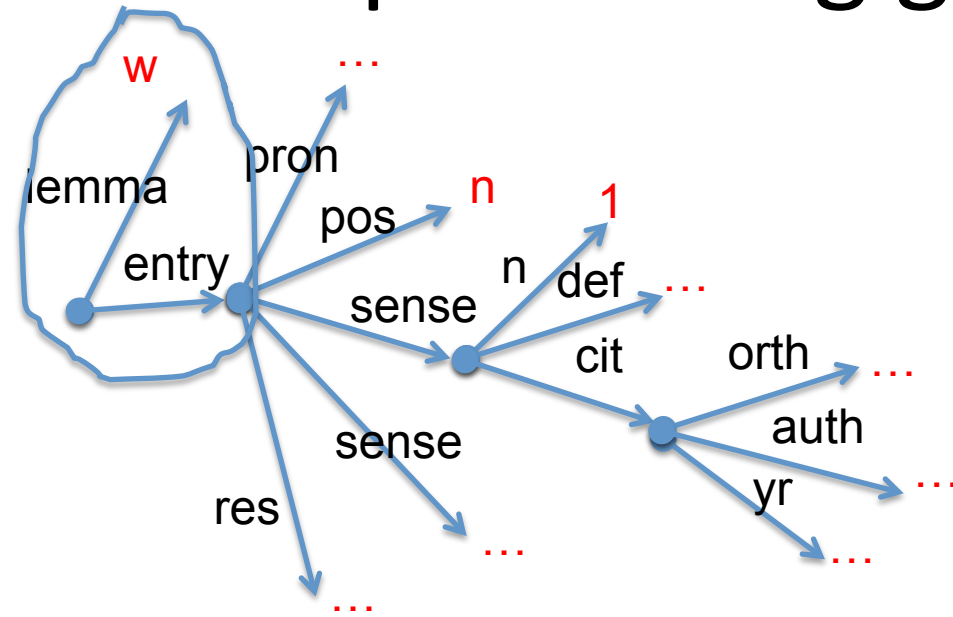 w
...
lemma
pron
pos
n
entry
n
1
sense
def
...
cit
orth
...
auth
...
yr
...
sense
...
res
...